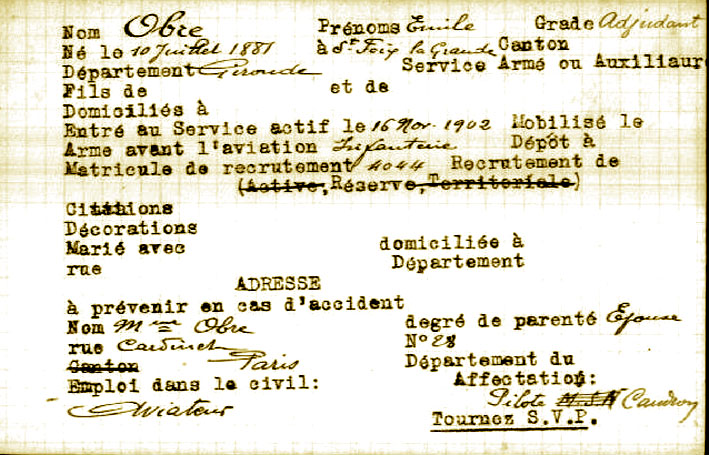 Nom Obre Prénoms Emile Grade Adjudant
Né le 10 Juillet 1881 à Ste Foix la Grande Canton
Département Gironde Service Armé ou Auxiliaire
Fils de et de
Domiciliés à
Entré au Service actif le 16 Nov. 1902 Mobilisé le
Arme avant l'aviation Infanterie Dépôt à
Matricule de recrutement 4044 Recrutement de
(Active, Réserve, Territoriale)
Citations
Décorations
Marié avec domiciliée à
rue Département
ADRESSE
à prévenir en cas d'accident
Nom Mme Obre degré de parenté Epouse
rue Cardinet N° 28
Canton Paris Département du
Emploi dans le civil: Affectation:
Aviateur Pilote Caudron
Tournez S.V.P.